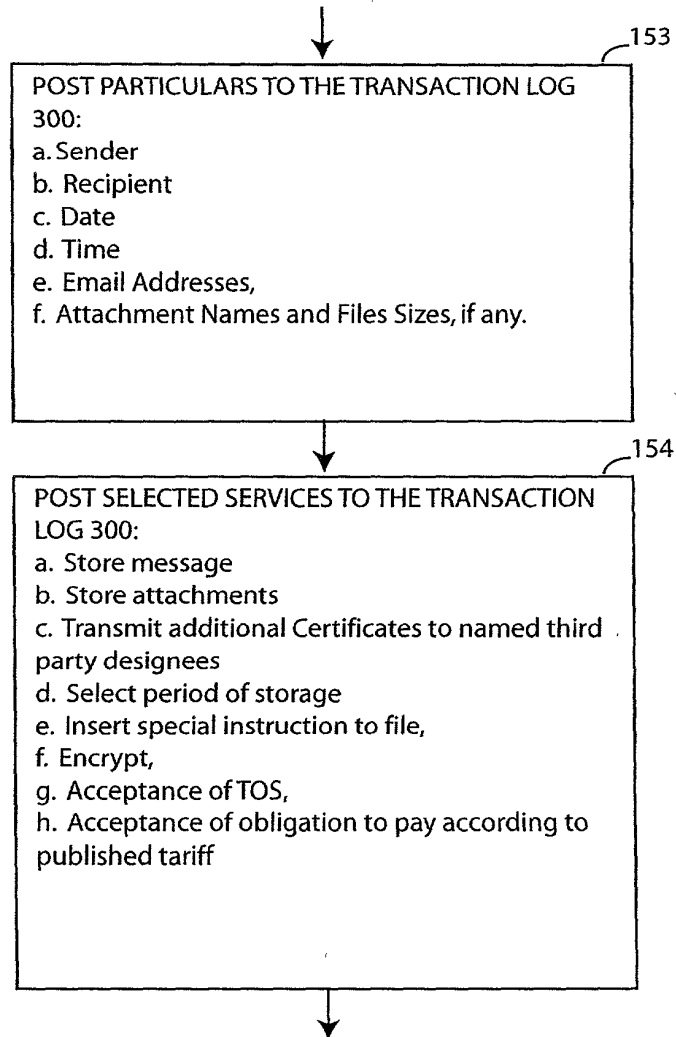 153
POST PARTICULARS TO THE TRANSACTION LOG
300:
a. Sender
b. Recipient
c. Date
d. Time
e. Email Addresses,
f. Attachment Names and Files Sizes, if any.
154
POST SELECTED SERVICES TO THE TRANSACTION
LOG 300:
a. Store message
b. Store attachments
c. Transmit additional Certificates to named third
party designees
d. Select period of storage
e. Insert special instruction to file,
f. Encrypt,
g. Acceptance of TOS,
h. Acceptance of obligation to pay according to
published tariff